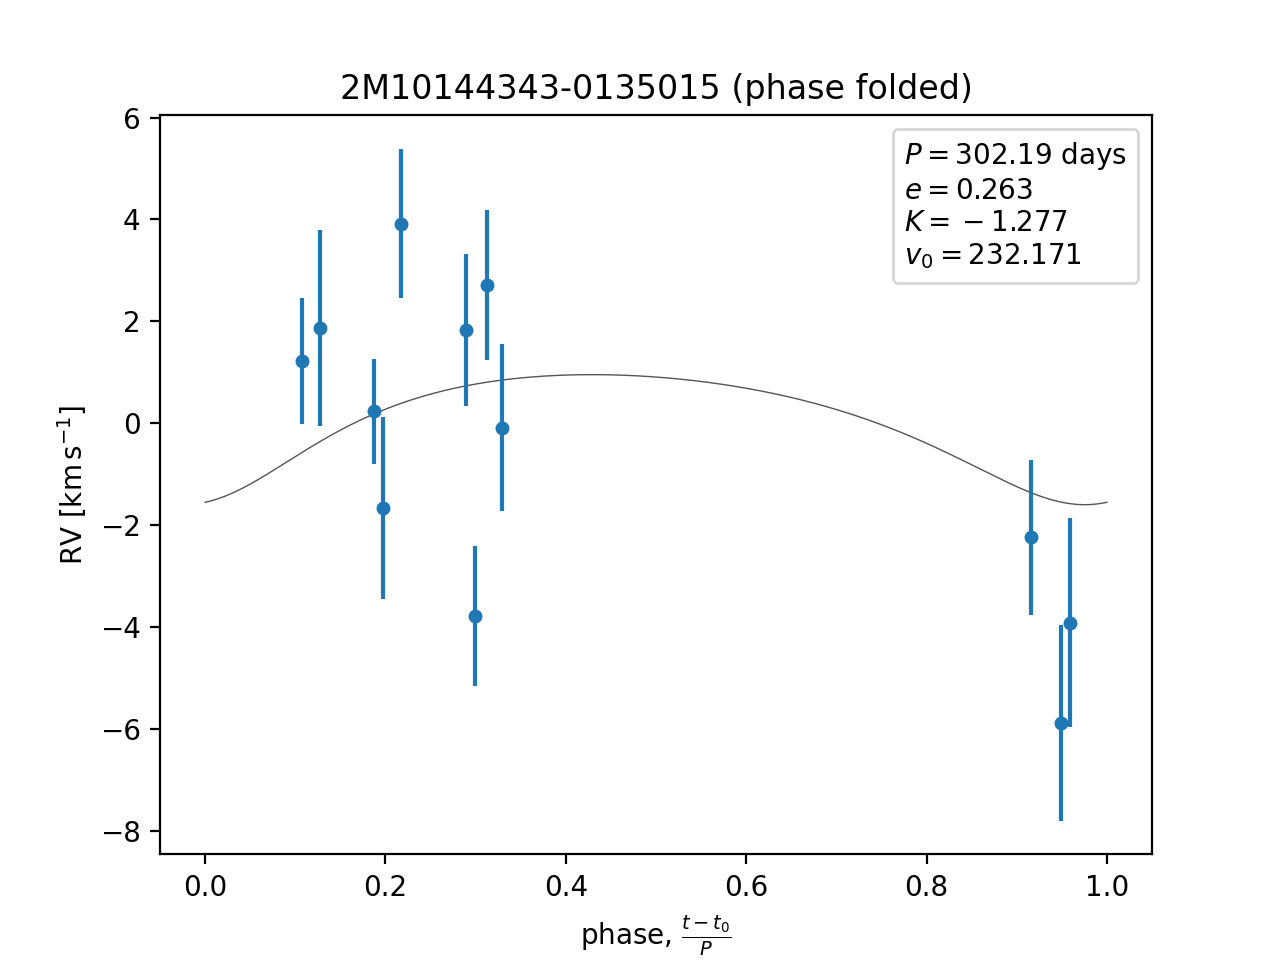 2M10144343-0135015 (phase folded)
P = 302.19 days
e = 0.263
K = −1.277
v₀ = 232.171
RV [km s⁻¹]
6
4
2
0
−2
−4
−6
−8
0.0 0.2 0.4 0.6 0.8 1.0
phase, (t − t₀)/P